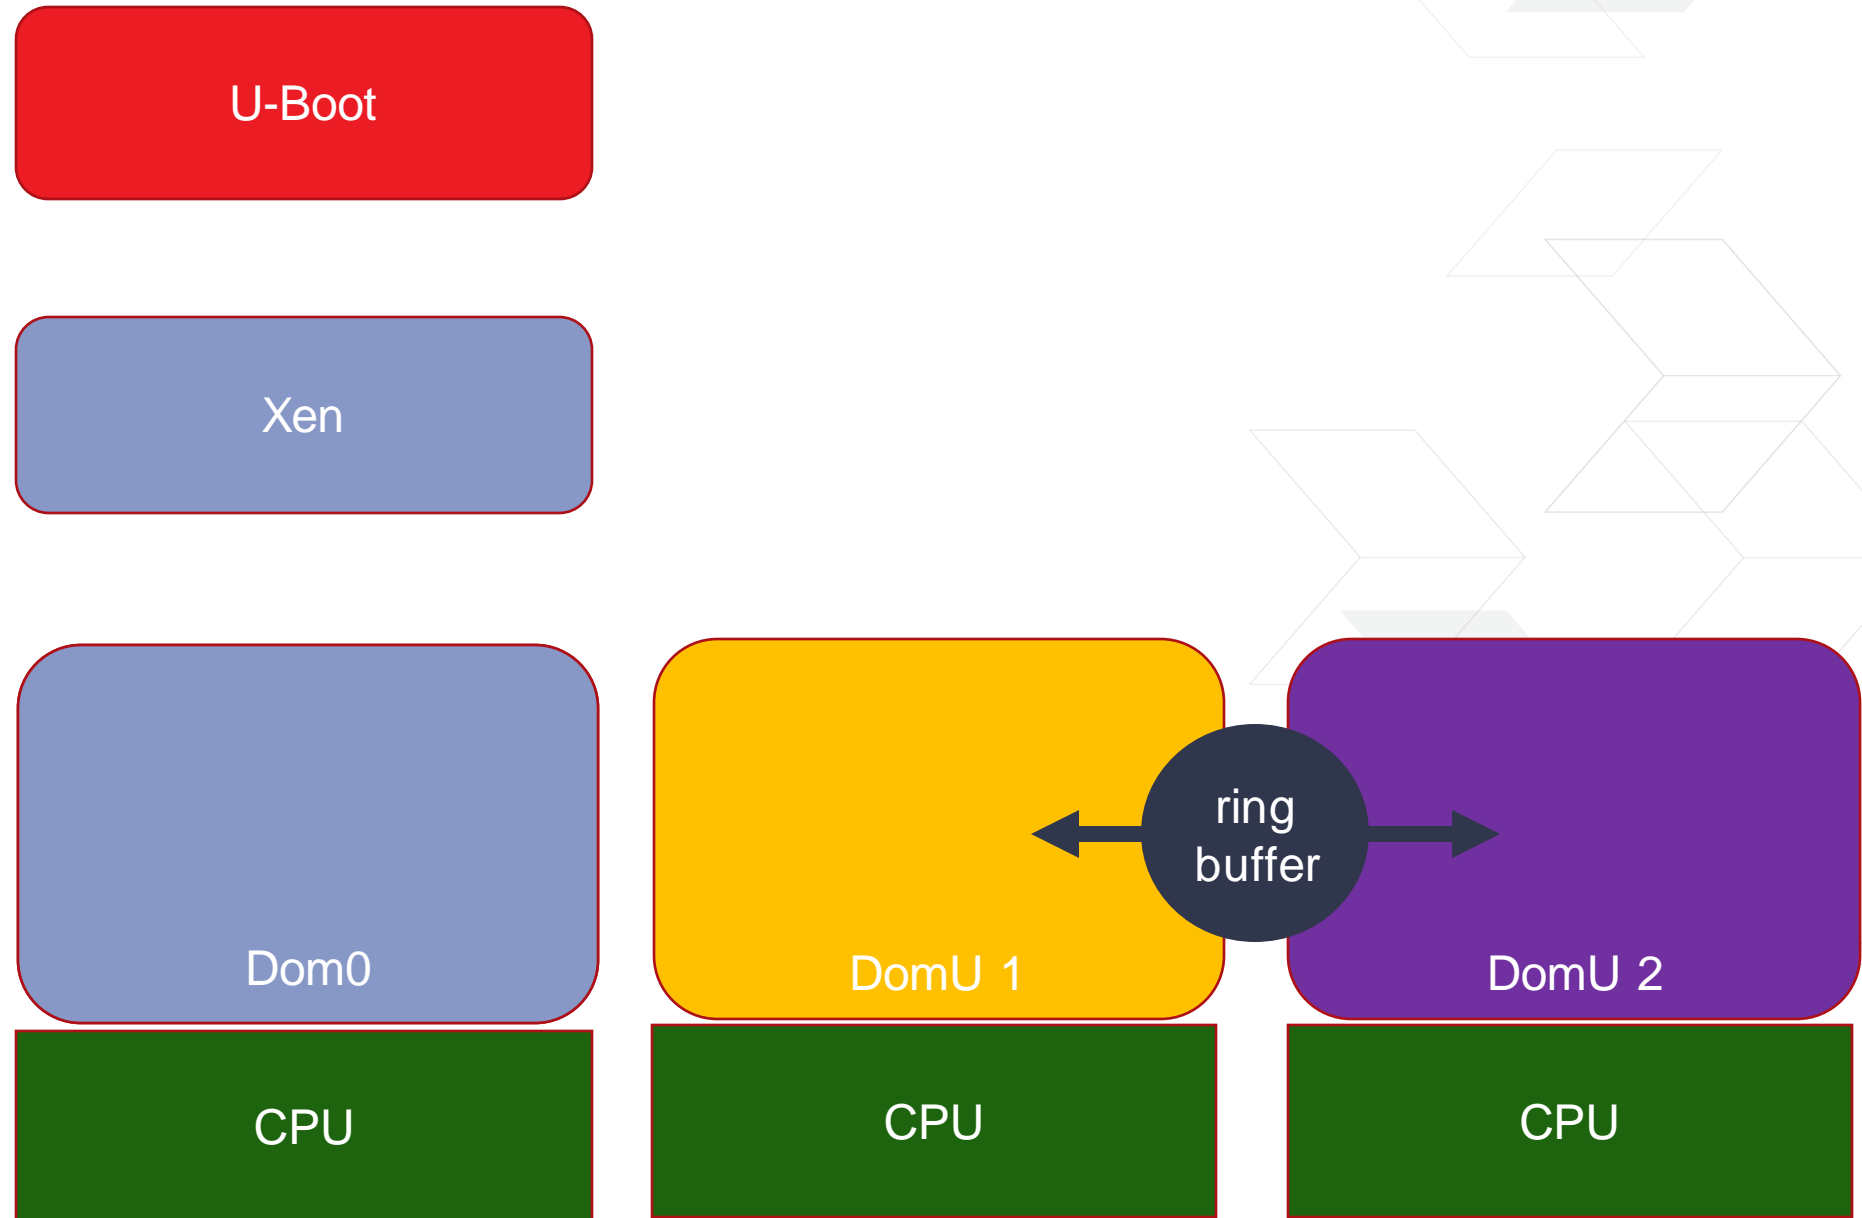 U-Boot
Xen
Dom0
DomU 1
ring
buffer
DomU 2
CPU
CPU
CPU